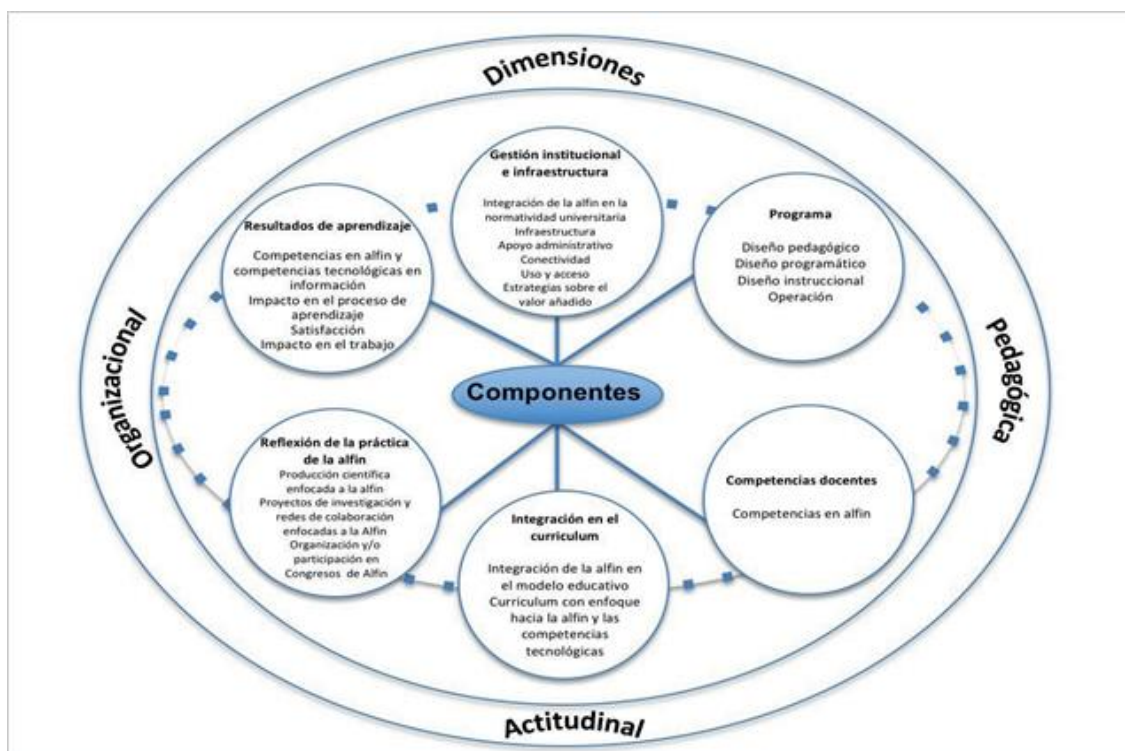 Dimensiones
Gestión institucional
e infraestructura
Integración de la alfin en la
normatividad universitaria
Infraestructura
Apoyo administrativo
Conectividad
Uso y acceso
Estrategias sobre el
valor añadido
Resultados de aprendizaje
Competencias en alfin y
competencias tecnológicas en
información
Impacto en el proceso de
aprendizaje
Satisfacción
Impacto en el trabajo
Programa
Diseño pedagógico
Diseño programático
Diseño instruccional
Operación
Organizacional
Pedagógica
Componentes
Reflexión de la práctica
de la alfin
Producción científica
enfocada a la alfin
Proyectos de investigación y
redes de colaboración
enfocadas a la Alfin
Organización y/o
participación en
Congresos de Alfin
Integración en el
curriculum
Integración de la alfin en
el modelo educativo
Curriculum con enfoque
hacia la alfin y las
competencias
tecnológicas
Competencias docentes
Competencias en alfin
Actitudinal